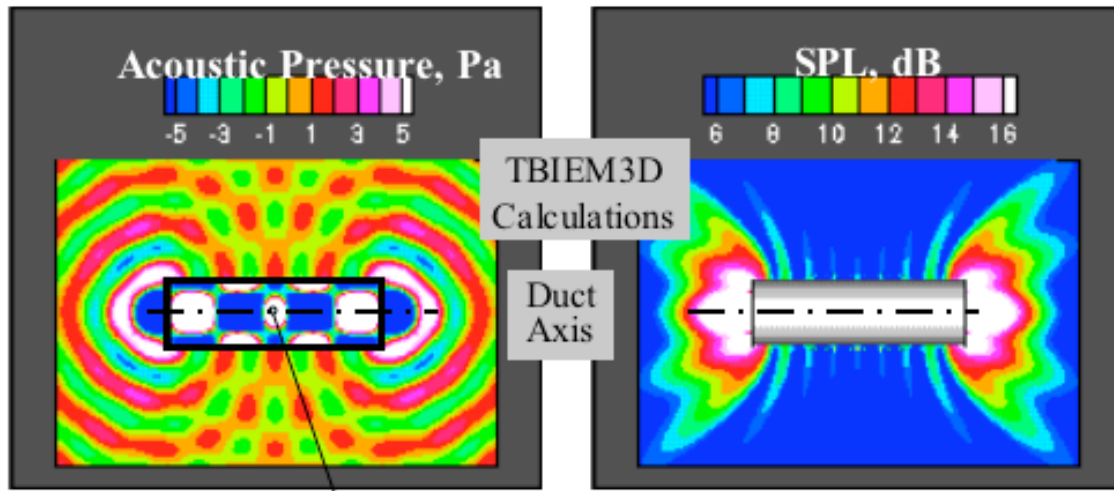 Acoustic Pressure, Pa
-5 -3 -1 1 3 5
SPL, dB
6 8 10 12 14 16
TBIEM3D
Calculations
Duct
Axis